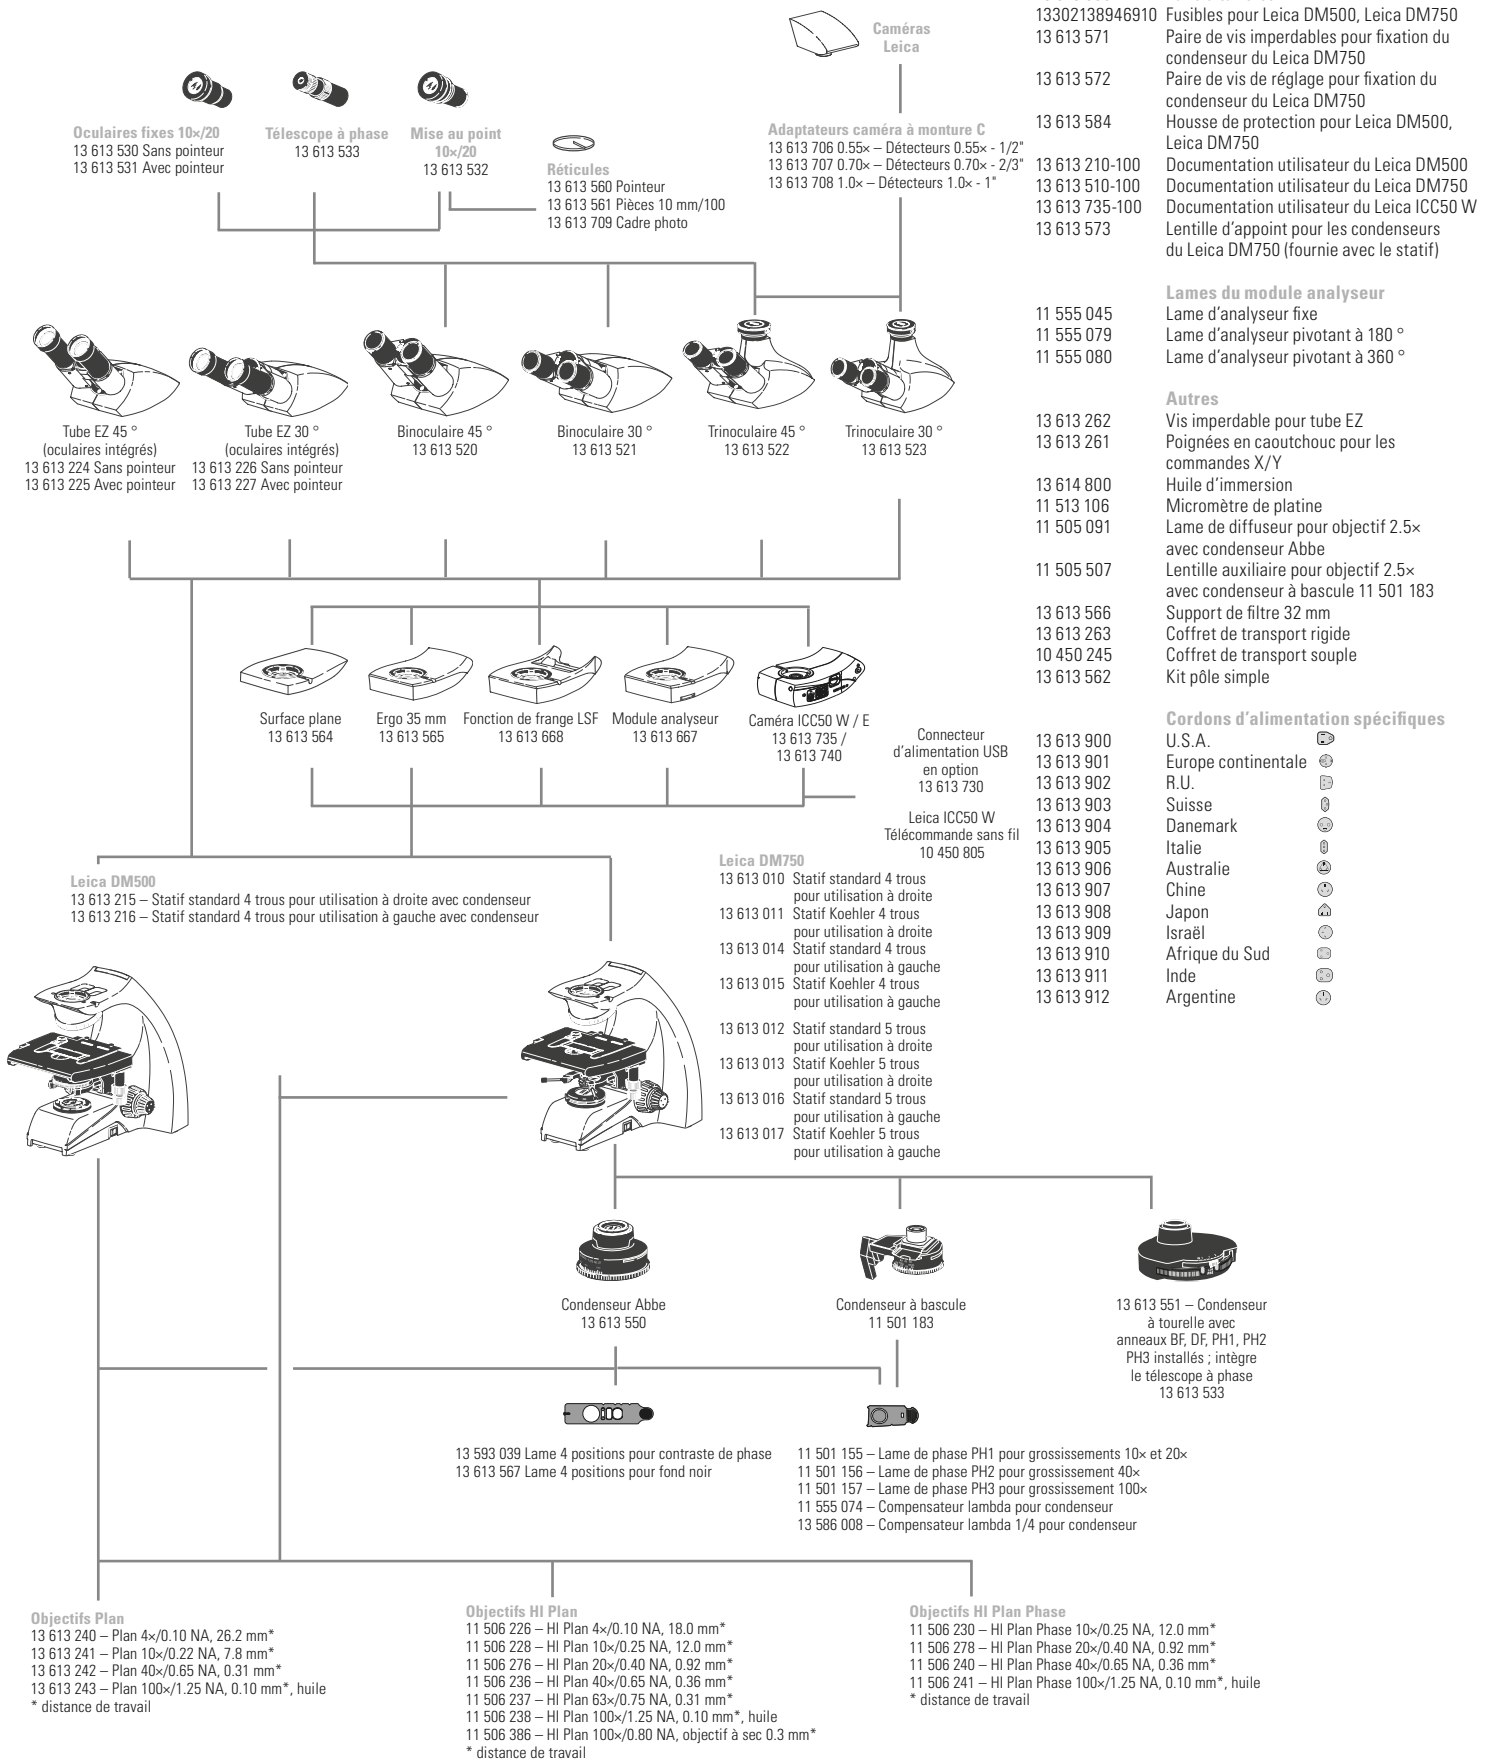 Caméras
Leica
Oculaires fixes 10×/20
13 613 530 Sans pointeur
13 613 531 Avec pointeur
Télescope à phase
13 613 533
Mise au point
10×/20
13 613 532
Réticules
13 613 560 Pointeur
13 613 561 Pièces 10 mm/100
13 613 709 Cadre photo
Adaptateurs caméra à monture C
13 613 706 0.55× – Détecteurs 0.55× - 1/2"
13 613 707 0.70× – Détecteurs 0.70× - 2/3"
13 613 708 1.0× – Détecteurs 1.0× - 1"
Tube EZ 45 °
(oculaires intégrés)
13 613 224 Sans pointeur
13 613 225 Avec pointeur
Tube EZ 30 °
(oculaires intégrés)
13 613 226 Sans pointeur
13 613 227 Avec pointeur
Binoculaire 45 °
13 613 520
Binoculaire 30 °
13 613 521
Trinoculaire 45 °
13 613 522
Trinoculaire 30 °
13 613 523
Surface plane
13 613 564
Ergo 35 mm
13 613 565
Fonction de frange LSF
13 613 668
Module analyseur
13 613 667
Caméra ICC50 W / E
13 613 735 /
13 613 740
Connecteur
d'alimentation USB
en option
13 613 730
Leica ICC50 W
Télécommande sans fil
10 450 805
Leica DM500
13 613 215 – Statif standard 4 trous pour utilisation à droite avec condenseur
13 613 216 – Statif standard 4 trous pour utilisation à gauche avec condenseur
Leica DM750
13 613 010 Statif standard 4 trous
pour utilisation à droite
13 613 011 Statif Koehler 4 trous
pour utilisation à droite
13 613 014 Statif standard 4 trous
pour utilisation à gauche
13 613 015 Statif Koehler 4 trous
pour utilisation à gauche
13 613 012 Statif standard 5 trous
pour utilisation à droite
13 613 013 Statif Koehler 5 trous
pour utilisation à droite
13 613 016 Statif standard 5 trous
pour utilisation à gauche
13 613 017 Statif Koehler 5 trous
pour utilisation à gauche
Condenseur Abbe
13 613 550
Condenseur à bascule
11 501 183
13 613 551 – Condenseur
à tourelle avec
anneaux BF, DF, PH1, PH2
PH3 installés ; intègre
le télescope à phase
13 613 533
13 593 039 Lame 4 positions pour contraste de phase
13 613 567 Lame 4 positions pour fond noir
11 501 155 – Lame de phase PH1 pour grossissements 10× et 20×
11 501 156 – Lame de phase PH2 pour grossissement 40×
11 501 157 – Lame de phase PH3 pour grossissement 100×
11 555 074 – Compensateur lambda pour condenseur
13 586 008 – Compensateur lambda 1/4 pour condenseur
Objectifs Plan
13 613 240 – Plan 4×/0.10 NA, 26.2 mm*
13 613 241 – Plan 10×/0.22 NA, 7.8 mm*
13 613 242 – Plan 40×/0.65 NA, 0.31 mm*
13 613 243 – Plan 100×/1.25 NA, 0.10 mm*, huile
* distance de travail
Objectifs HI Plan
11 506 226 – HI Plan 4×/0.10 NA, 18.0 mm*
11 506 228 – HI Plan 10×/0.25 NA, 12.0 mm*
11 506 276 – HI Plan 20×/0.40 NA, 0.92 mm*
11 506 236 – HI Plan 40×/0.65 NA, 0.36 mm*
11 506 237 – HI Plan 63×/0.75 NA, 0.31 mm*
11 506 238 – HI Plan 100×/1.25 NA, 0.10 mm*, huile
11 506 386 – HI Plan 100×/0.80 NA, objectif à sec 0.3 mm*
* distance de travail
Objectifs HI Plan Phase
11 506 230 – HI Plan Phase 10×/0.25 NA, 12.0 mm*
11 506 278 – HI Plan Phase 20×/0.40 NA, 0.92 mm*
11 506 240 – HI Plan Phase 40×/0.65 NA, 0.36 mm*
11 506 241 – HI Plan Phase 100×/1.25 NA, 0.10 mm*, huile
* distance de travail
13302138946910 Fusibles pour Leica DM500, Leica DM750
13 613 571 Paire de vis imperdables pour fixation du
condenseur du Leica DM750
13 613 572 Paire de vis de réglage pour fixation du
condenseur du Leica DM750
13 613 584 Housse de protection pour Leica DM500,
Leica DM750
13 613 210-100 Documentation utilisateur du Leica DM500
13 613 510-100 Documentation utilisateur du Leica DM750
13 613 735-100 Documentation utilisateur du Leica ICC50 W
13 613 573 Lentille d'appoint pour les condenseurs
du Leica DM750 (fournie avec le statif)
Lames du module analyseur
11 555 045 Lame d'analyseur fixe
11 555 079 Lame d'analyseur pivotant à 180 °
11 555 080 Lame d'analyseur pivotant à 360 °
Autres
13 613 262 Vis imperdable pour tube EZ
13 613 261 Poignées en caoutchouc pour les
commandes X/Y
13 614 800 Huile d'immersion
11 513 106 Micromètre de platine
11 505 091 Lame de diffuseur pour objectif 2.5×
avec condenseur Abbe
11 505 507 Lentille auxiliaire pour objectif 2.5×
avec condenseur à bascule 11 501 183
13 613 566 Support de filtre 32 mm
13 613 263 Coffret de transport rigide
10 450 245 Coffret de transport souple
13 613 562 Kit pôle simple
Cordons d'alimentation spécifiques
13 613 900 U.S.A.
13 613 901 Europe continentale
13 613 902 R.U.
13 613 903 Suisse
13 613 904 Danemark
13 613 905 Italie
13 613 906 Australie
13 613 907 Chine
13 613 908 Japon
13 613 909 Israël
13 613 910 Afrique du Sud
13 613 911 Inde
13 613 912 Argentine